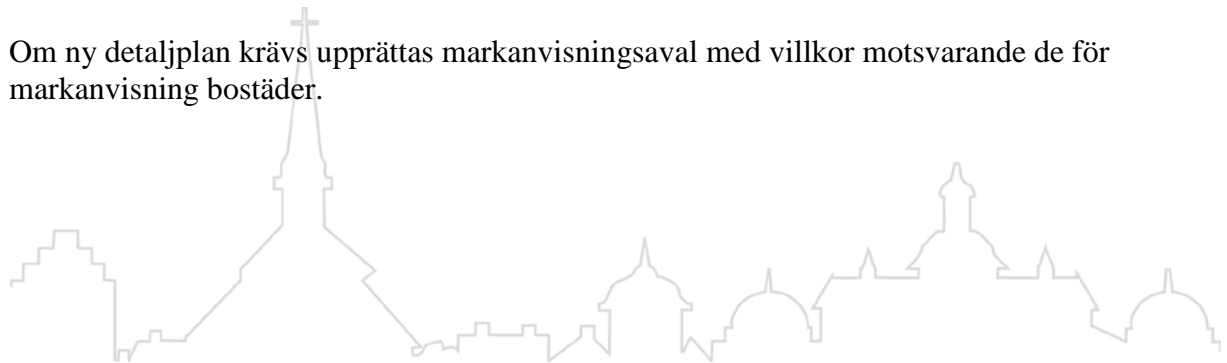 Om ny detaljplan krävs upprättas markanvisningsaval med villkor motsvarande de för
markanvisning bostäder.